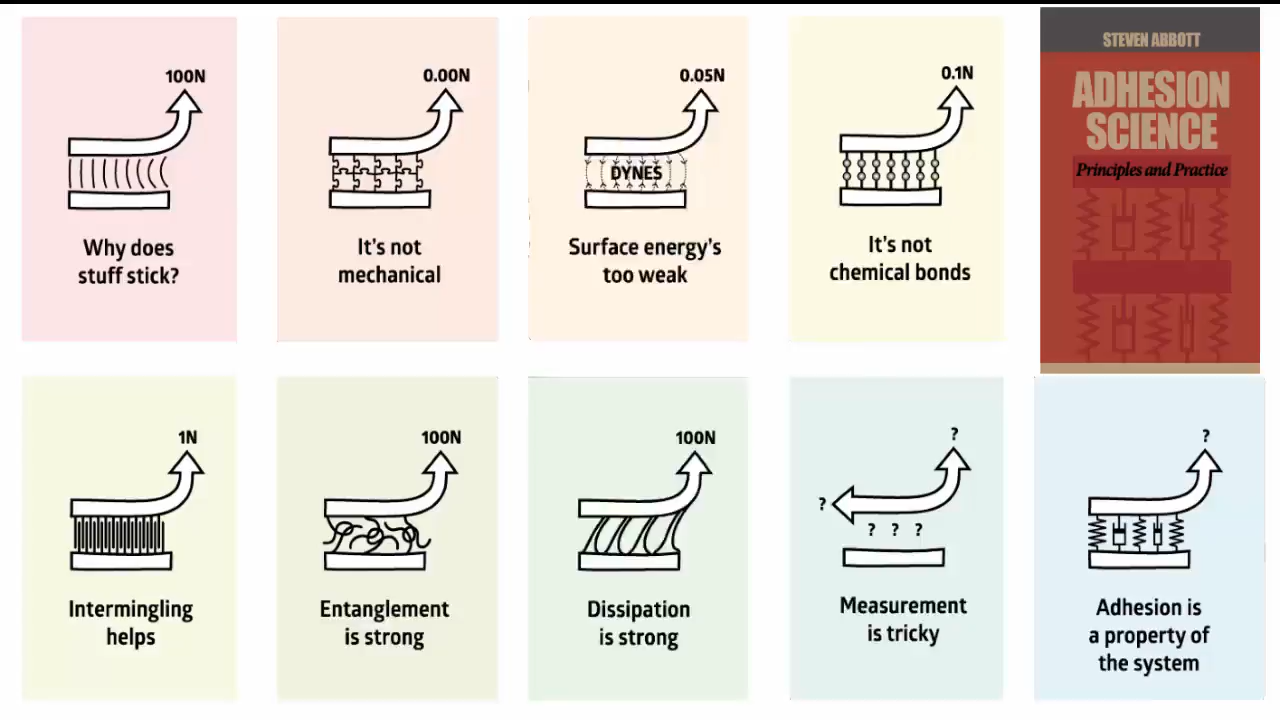 100N
Why does
stuff stick?
0.00N
It's not
mechanical
0.05N
DYNES
Surface energy's
too weak
0.1N
It's not
chemical bonds
STEVEN ABBOTT
ADHESION
SCIENCE
Principles and Practice
1N
Intermingling
helps
100N
Entanglement
is strong
100N
Dissipation
is strong
?
?
? ? ?
Measurement
is tricky
?
Adhesion is
a property of
the system